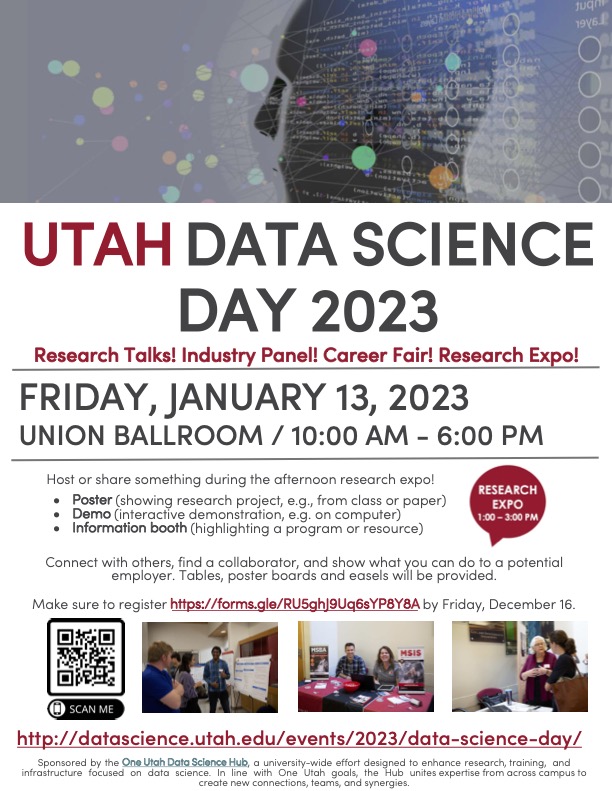 Input
Layer
UTAH DATA SCIENCE
DAY 2023
Research Talks! Industry Panel! Career Fair! Research Expo!
FRIDAY, JANUARY 13, 2023
UNION BALLROOM / 10:00 AM - 6:00 PM
Host or share something during the afternoon research expo!
• Poster (showing research project, e.g., from class or paper)
• Demo (interactive demonstration, e.g. on computer)
• Information booth (highlighting a program or resource)
RESEARCH
EXPO
1:00 – 3:00 PM
Connect with others, find a collaborator, and show what you can do to a potential
employer. Tables, poster boards and easels will be provided.
Make sure to register https://forms.gle/RU5ghJ9Uq6sYP8Y8A by Friday, December 16.
SCAN ME
MSBA
MSIS
http://datascience.utah.edu/events/2023/data-science-day/
Sponsored by the One Utah Data Science Hub, a university-wide effort designed to enhance research, training, and
infrastructure focused on data science. In line with One Utah goals, the Hub unites expertise from across campus to
create new connections, teams, and synergies.